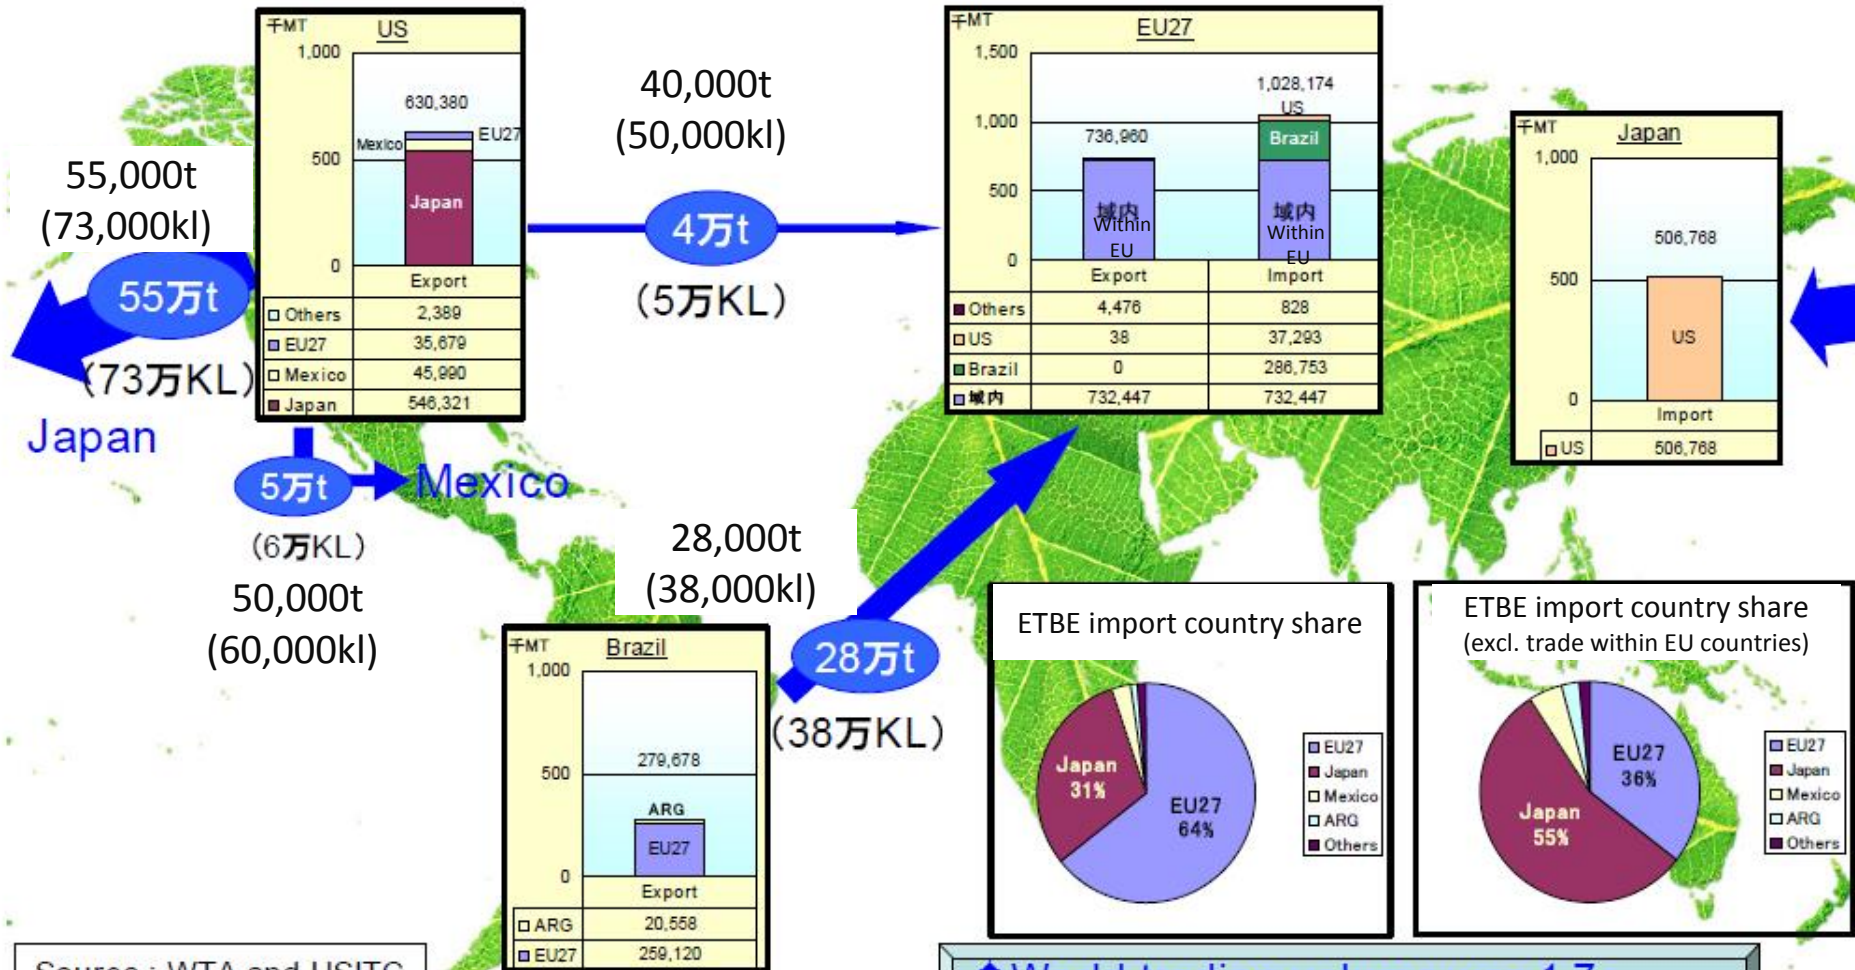 千MT US
1,000
500
0
630,380
Mexico
EU27
Japan
Export
Others 2,389
EU27 35,679
Mexico 45,990
Japan 546,321
55,000t
(73,000kl)
55万t
(73万KL)
Japan
40,000t
(50,000kl)
4万t
(5万KL)
千MT EU27
1,500
1,000
500
0
736,960
域内
Within
EU
1,028,174
US
Brazil
域内
Within
EU
Export Import
Others 4,476 828
US 38 37,293
Brazil 0 286,753
域内 732,447 732,447
千MT Japan
1,000
500
0
506,768
US
Import
US 506,768
5万t
Mexico
(6万KL)
50,000t
(60,000kl)
28,000t
(38,000kl)
28万t
(38万KL)
千MT Brazil
1,000
500
0
279,678
ARG
EU27
Export
ARG 20,558
EU27 259,120
ETBE import country share
Japan
31%
EU27
64%
EU27
Japan
Mexico
ARG
Others
ETBE import country share
(excl. trade within EU countries)
EU27
36%
Japan
55%
EU27
Japan
Mexico
ARG
Others
Source : WTA and USITC